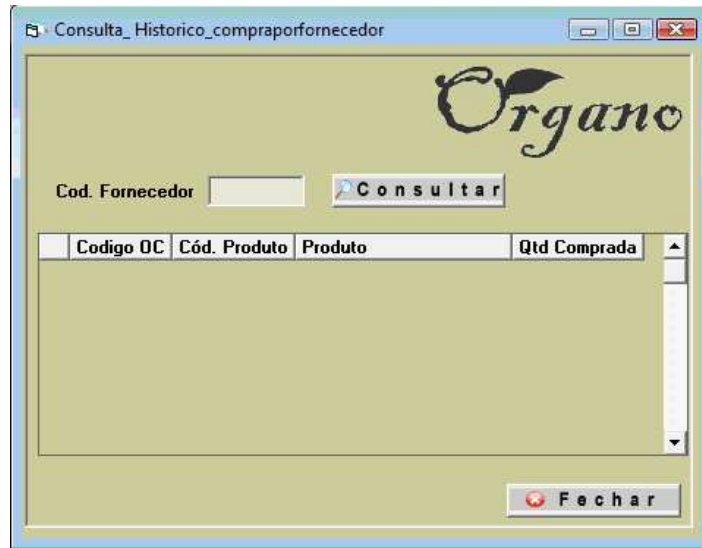 Consulta_ Historico_compraporfornecedor
Organo
Cod. Fornecedor Consultar
Codigo OC Cód. Produto Produto Qtd Comprada
Fechar